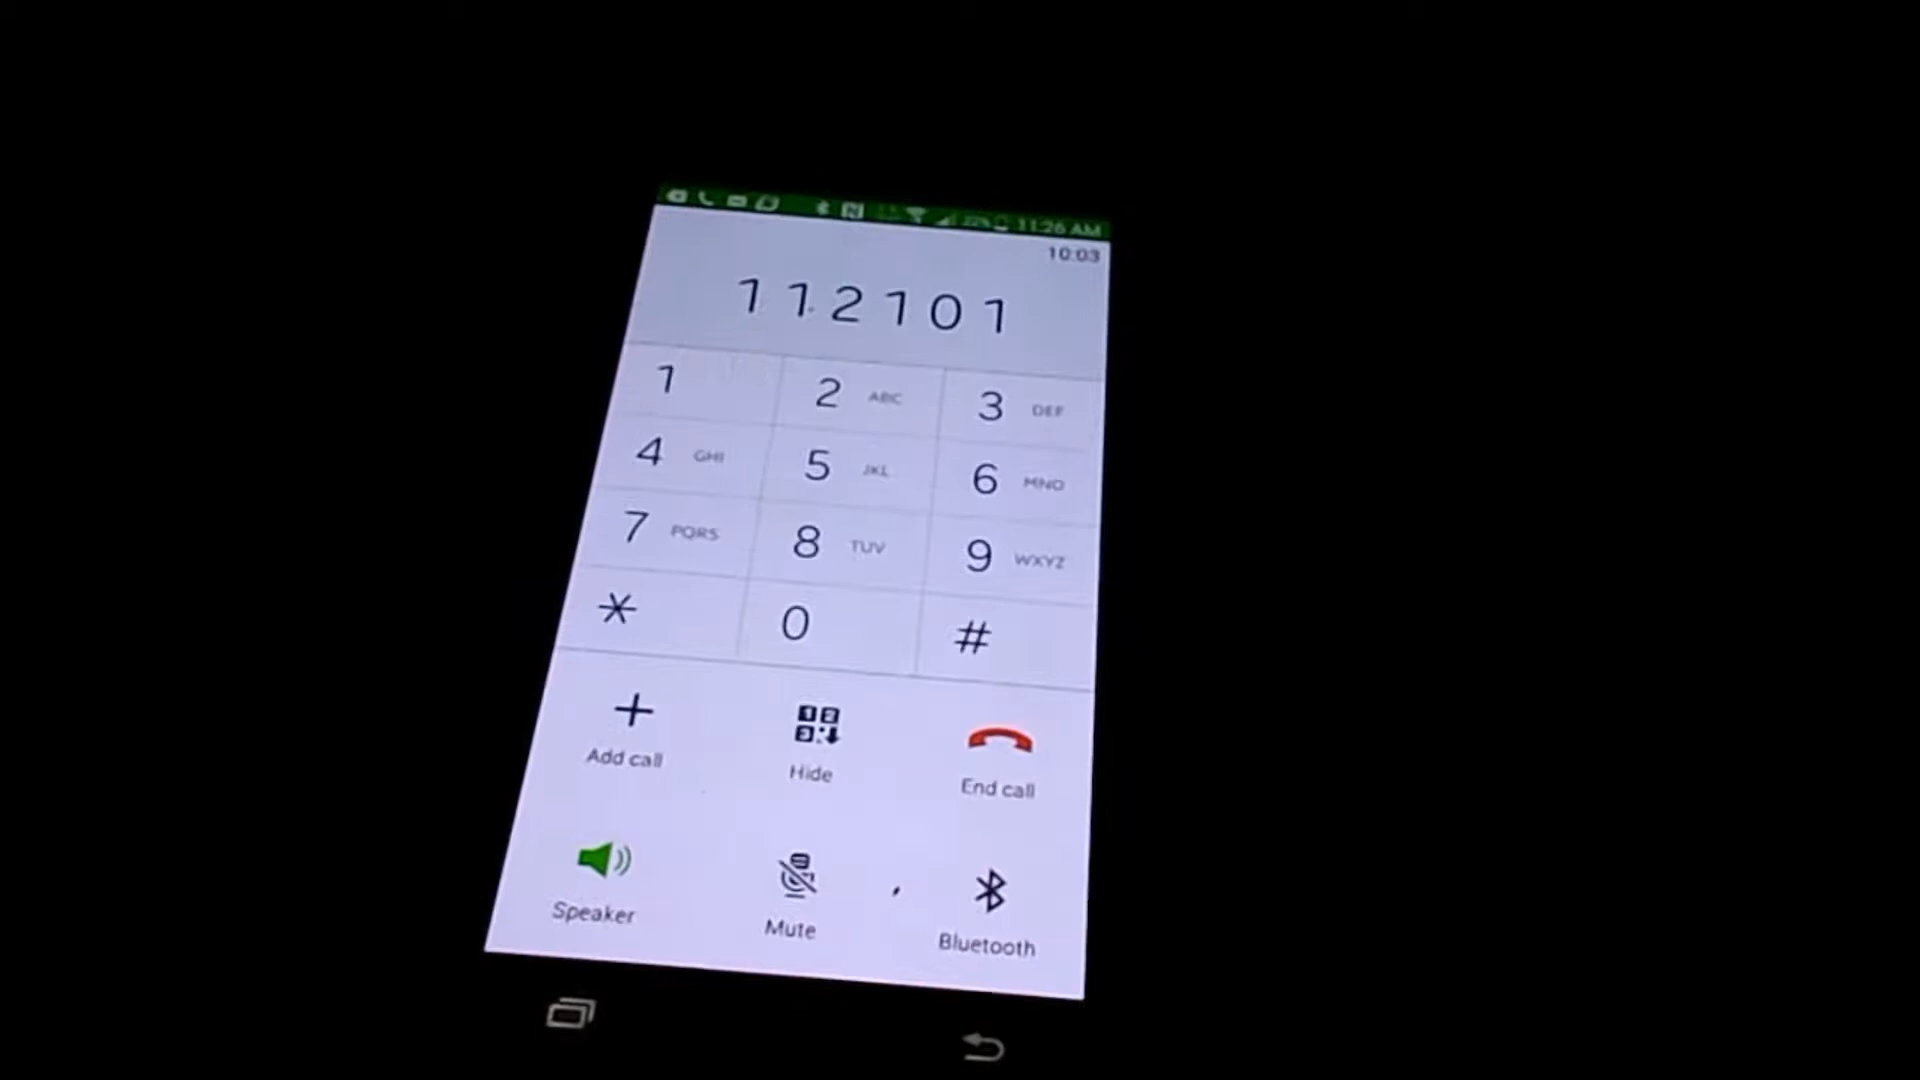 11:26 AM
10:03
112101
1 2 ABC 3 DEF
4 GHI 5 JKL 6 MNO
7 PQRS 8 TUV 9 WXYZ
* 0 #
Add call Hide End call
Speaker Mute Bluetooth